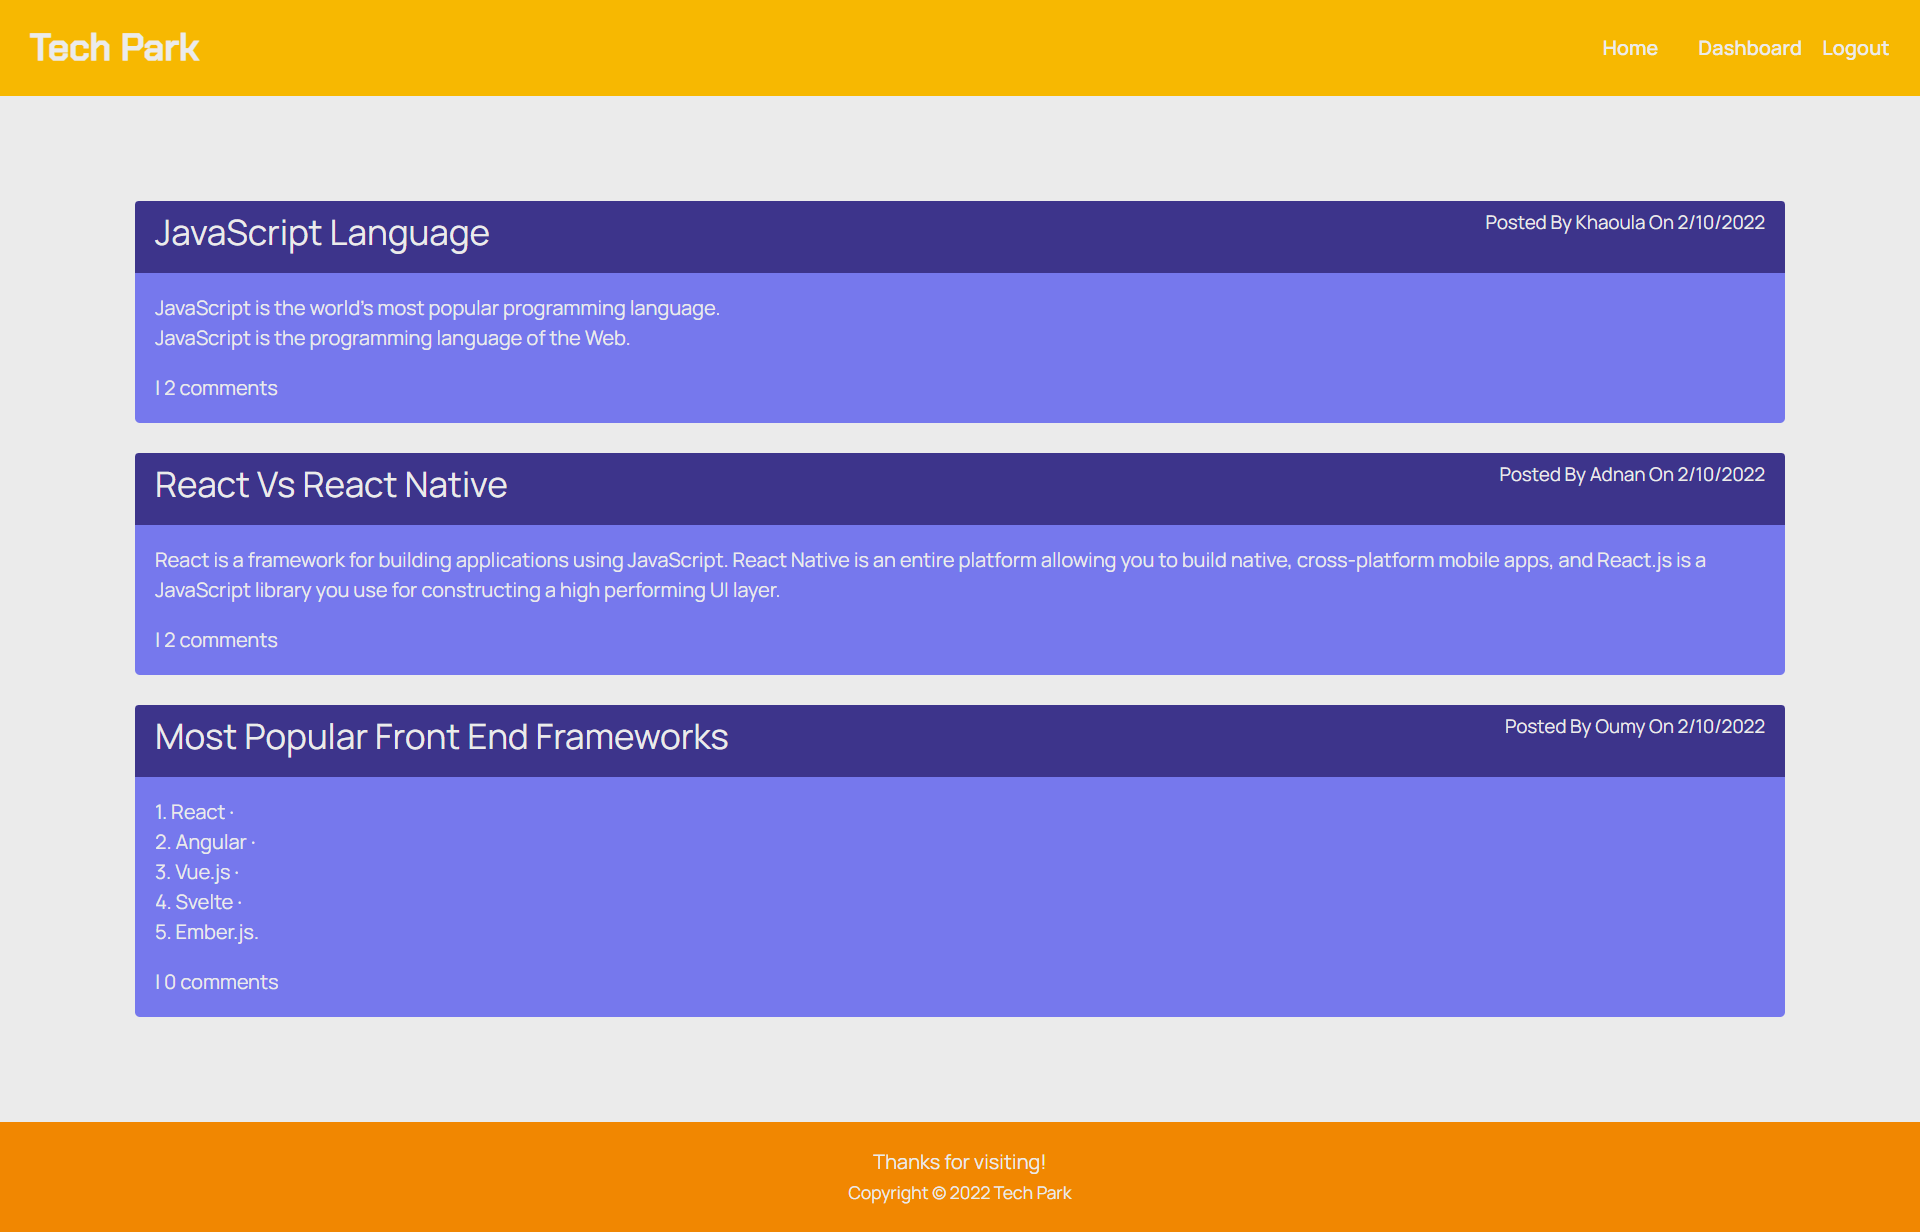 Tech Park
Home Dashboard Logout
JavaScript Language
Posted By Khaoula On 2/10/2022
JavaScript is the world's most popular programming language.
JavaScript is the programming language of the Web.
| 2 comments
React Vs React Native
Posted By Adnan On 2/10/2022
React is a framework for building applications using JavaScript. React Native is an entire platform allowing you to build native, cross-platform mobile apps, and React.js is a
JavaScript library you use for constructing a high performing UI layer.
| 2 comments
Most Popular Front End Frameworks
Posted By Oumy On 2/10/2022
1. React ·
2. Angular ·
3. Vue.js ·
4. Svelte ·
5. Ember.js.
| 0 comments
Thanks for visiting!
Copyright © 2022 Tech Park